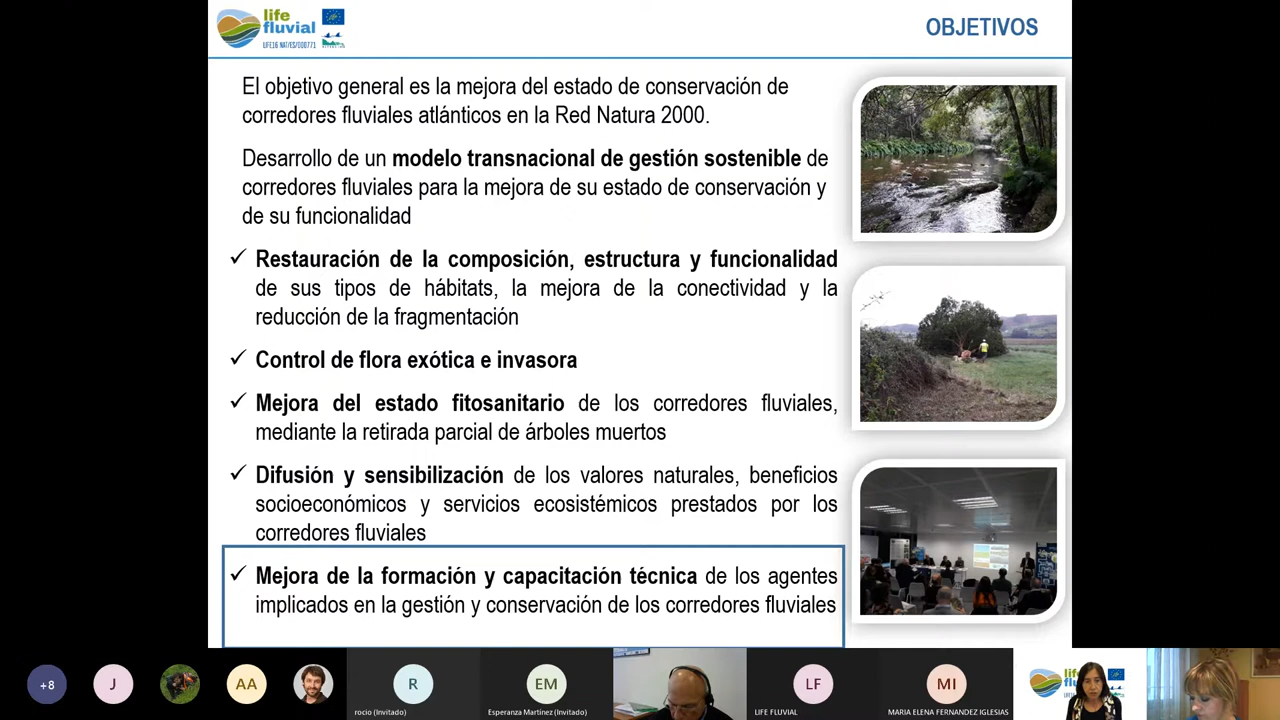 life
fluvial
LIFE16 NAT/ES/000771
OBJETIVOS
El objetivo general es la mejora del estado de conservación de
corredores fluviales atlánticos en la Red Natura 2000.
Desarrollo de un modelo transnacional de gestión sostenible de
corredores fluviales para la mejora de su estado de conservación y
de su funcionalidad
✓ Restauración de la composición, estructura y funcionalidad
de sus tipos de hábitats, la mejora de la conectividad y la
reducción de la fragmentación
✓ Control de flora exótica e invasora
✓ Mejora del estado fitosanitario de los corredores fluviales,
mediante la retirada parcial de árboles muertos
✓ Difusión y sensibilización de los valores naturales, beneficios
socioeconómicos y servicios ecosistémicos prestados por los
corredores fluviales
✓ Mejora de la formación y capacitación técnica de los agentes
implicados en la gestión y conservación de los corredores fluviales
+8
J
AA
R
rocio (Invitado)
EM
Esperanza Martínez (Invitado)
LF
LIFE FLUVIAL
MI
MARIA ELENA FERNANDEZ IGLESIAS
life
fluvial